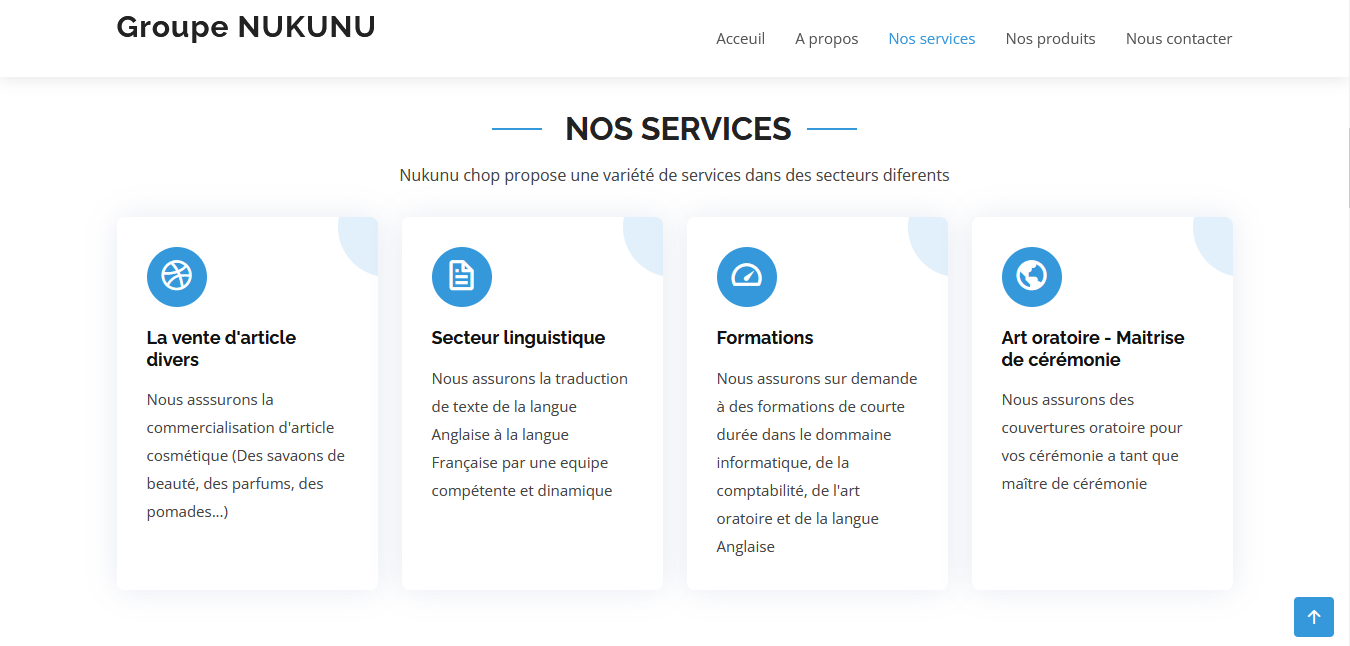 Groupe NUKUNU
Acceuil A propos Nos services Nos produits Nous contacter
NOS SERVICES
Nukunu chop propose une variété de services dans des secteurs diferents
La vente d'article
divers
Nous asssurons la
commercialisation d'article
cosmétique (Des savaons de
beauté, des parfums, des
pomades...)
Secteur linguistique
Nous assurons la traduction
de texte de la langue
Anglaise à la langue
Française par une equipe
compétente et dinamique
Formations
Nous assurons sur demande
à des formations de courte
durée dans le dommaine
informatique, de la
comptabilité, de l'art
oratoire et de la langue
Anglaise
Art oratoire - Maitrise
de cérémonie
Nous assurons des
couvertures oratoire pour
vos cérémonie a tant que
maître de cérémonie